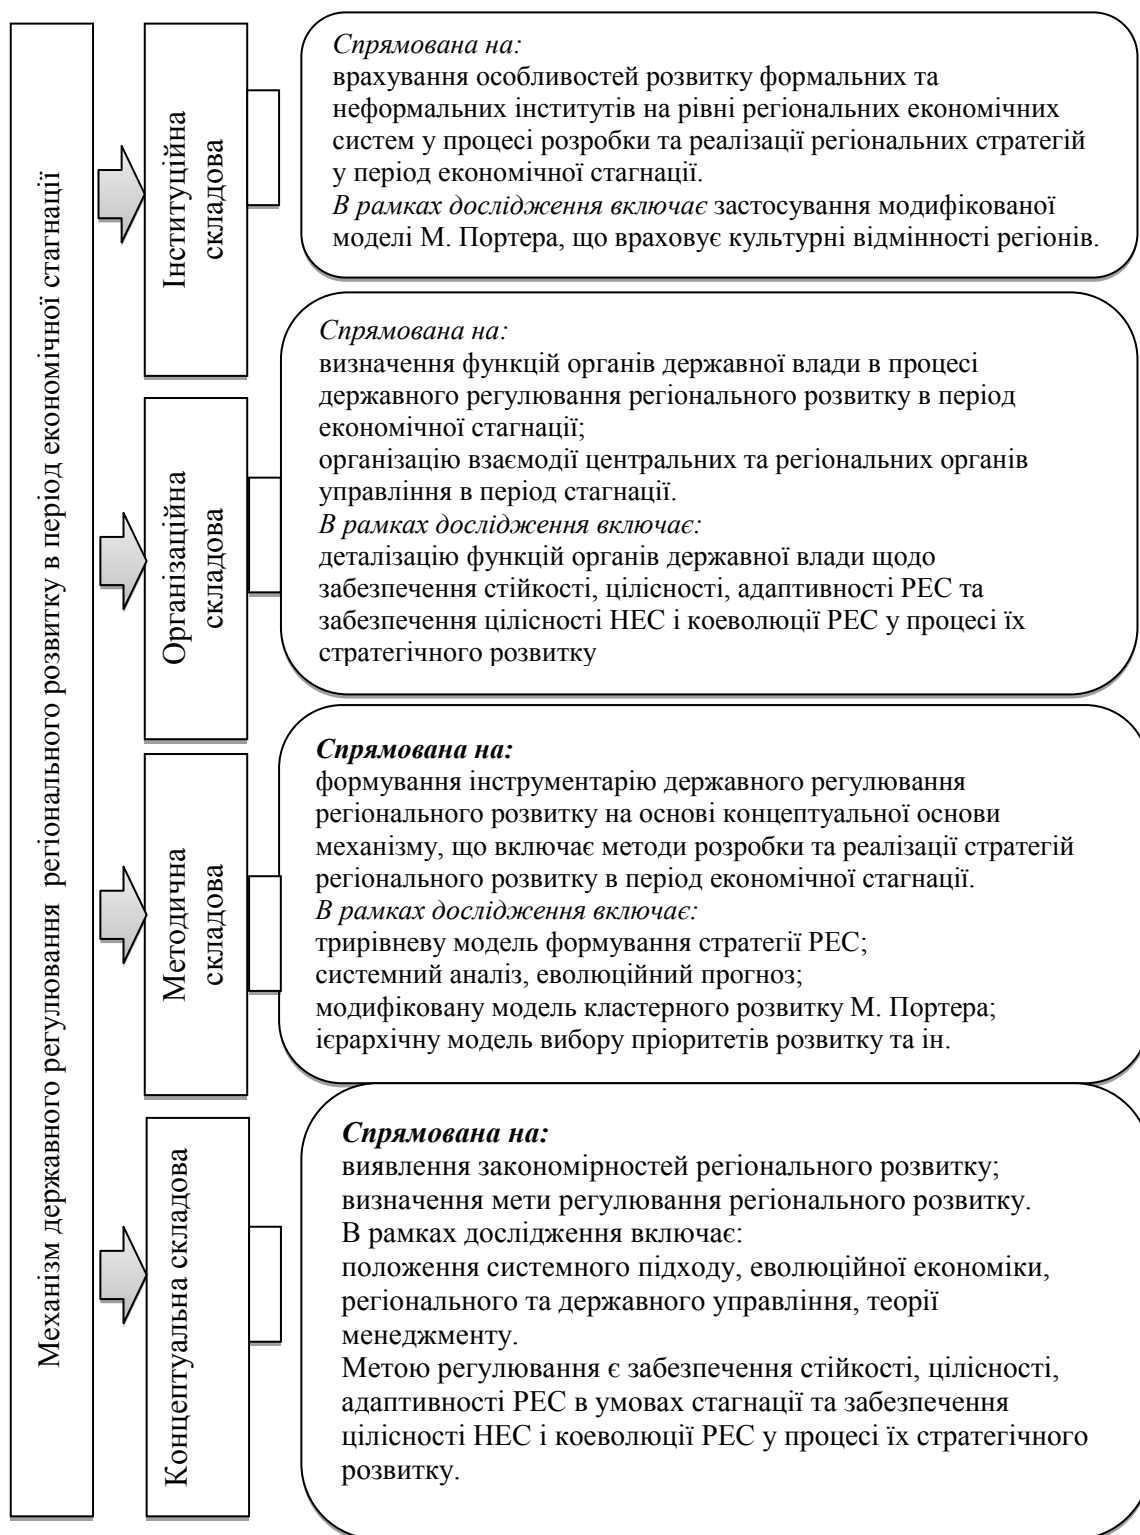 Механізм державного регулювання регіонального розвитку в період економічної стагнації
Інституційна
складова
Спрямована на:
врахування особливостей розвитку формальних та
неформальних інститутів на рівні регіональних економічних
систем у процесі розробки та реалізації регіональних стратегій
у період економічної стагнації.
В рамках дослідження включає застосування модифікованої
моделі М. Портера, що враховує культурні відмінності регіонів.
Організаційна
складова
Спрямована на:
визначення функцій органів державної влади в процесі
державного регулювання регіонального розвитку в період
економічної стагнації;
організацію взаємодії центральних та регіональних органів
управління в період стагнації.
В рамках дослідження включає:
деталізацію функцій органів державної влади щодо
забезпечення стійкості, цілісності, адаптивності РЕС та
забезпечення цілісності НЕС і коеволюції РЕС у процесі їх
стратегічного розвитку
Методична
складова
Спрямована на:
формування інструментарію державного регулювання
регіонального розвитку на основі концептуальної основи
механізму, що включає методи розробки та реалізації стратегій
регіонального розвитку в період економічної стагнації.
В рамках дослідження включає:
трирівневу модель формування стратегії РЕС;
системний аналіз, еволюційний прогноз;
модифіковану модель кластерного розвитку М. Портера;
ієрархічну модель вибору пріоритетів розвитку та ін.
Концептуальна складова
Спрямована на:
виявлення закономірностей регіонального розвитку;
визначення мети регулювання регіонального розвитку.
В рамках дослідження включає:
положення системного підходу, еволюційної економіки,
регіонального та державного управління, теорії
менеджменту.
Метою регулювання є забезпечення стійкості, цілісності,
адаптивності РЕС в умовах стагнації та забезпечення
цілісності НЕС і коеволюції РЕС у процесі їх стратегічного
розвитку.